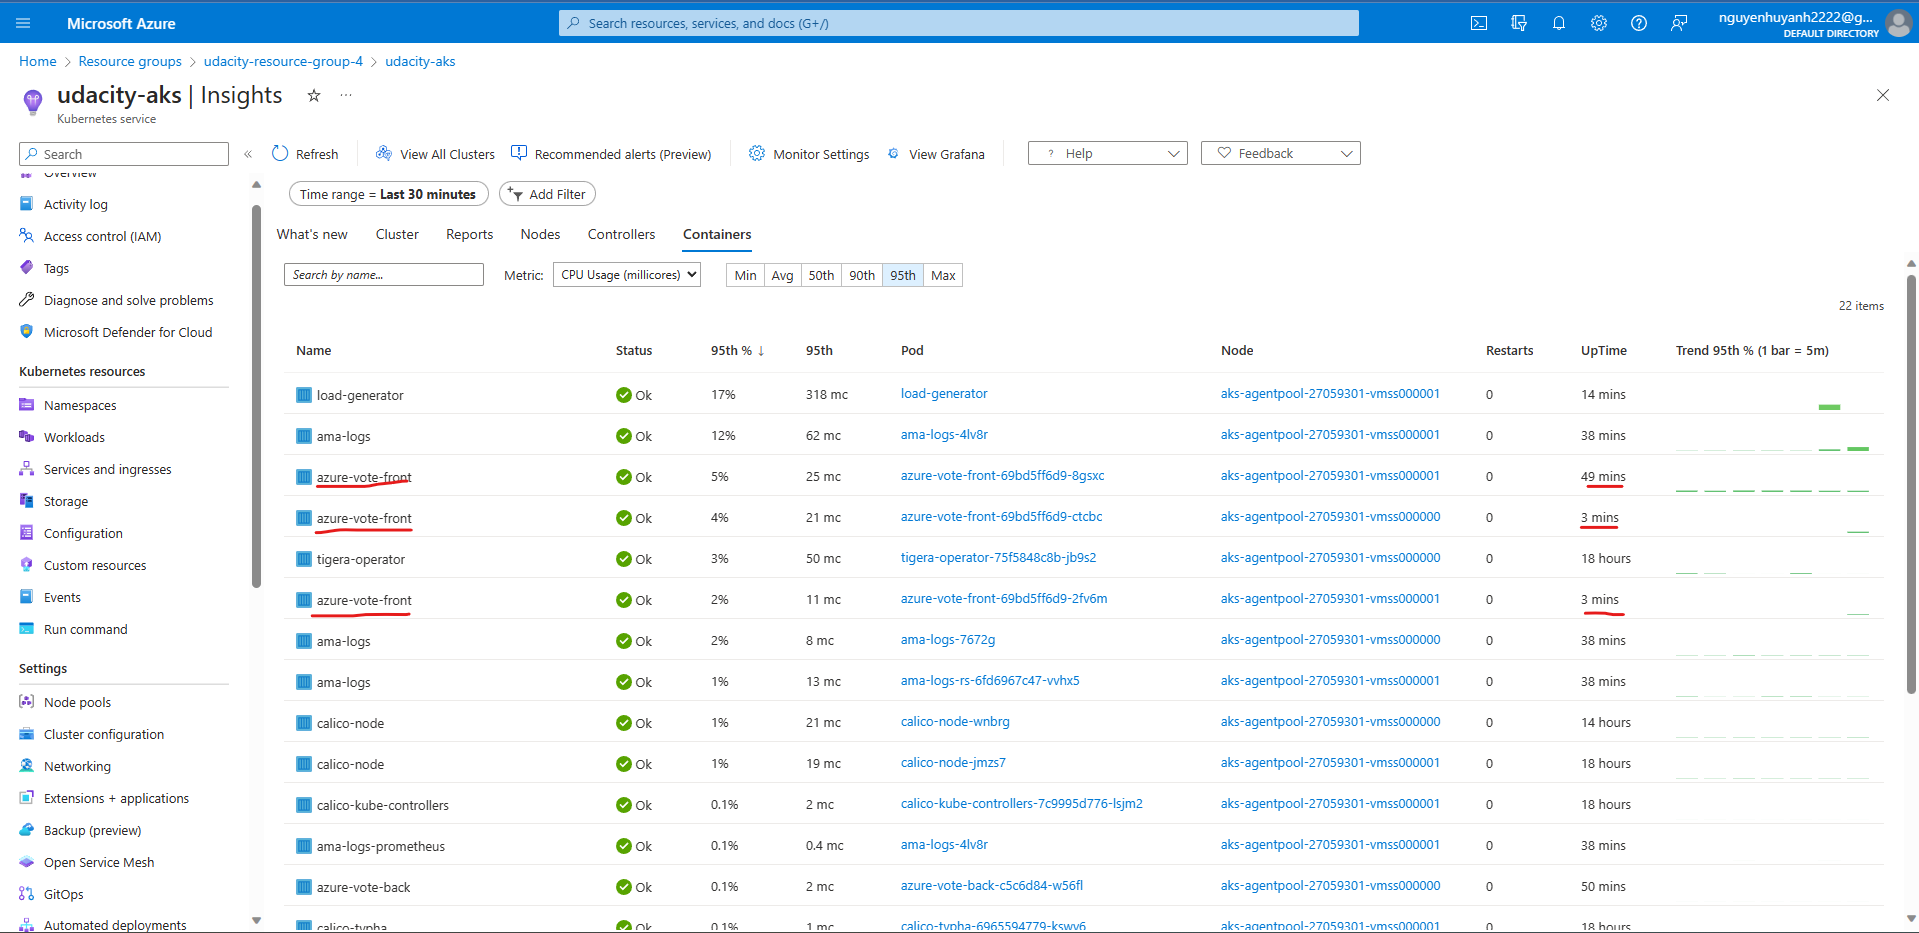 Microsoft Azure
Search resources, services, and docs (G+/)
nguyenhuyanh2222@g...
DEFAULT DIRECTORY
Home > Resource groups > udacity-resource-group-4 > udacity-aks
udacity-aks | Insights
Kubernetes service
Search
Refresh View All Clusters Recommended alerts (Preview) Monitor Settings View Grafana ? Help Feedback
Overview
Activity log
Access control (IAM)
Tags
Diagnose and solve problems
Microsoft Defender for Cloud
Kubernetes resources
Namespaces
Workloads
Services and ingresses
Storage
Configuration
Custom resources
Events
Run command
Settings
Node pools
Cluster configuration
Networking
Extensions + applications
Backup (preview)
Open Service Mesh
GitOps
Automated deployments
Time range = Last 30 minutes Add Filter
What's new Cluster Reports Nodes Controllers Containers
Search by name... Metric: CPU Usage (millicores) Min Avg 50th 90th 95th Max
22 items
Name Status 95th % ↓ 95th Pod Node Restarts UpTime Trend 95th % (1 bar = 5m)
load-generator Ok 17% 318 mc load-generator aks-agentpool-27059301-vmss000001 0 14 mins
ama-logs Ok 12% 62 mc ama-logs-4lv8r aks-agentpool-27059301-vmss000001 0 38 mins
azure-vote-front Ok 5% 25 mc azure-vote-front-69bd5ff6d9-8gsxc aks-agentpool-27059301-vmss000001 0 49 mins
azure-vote-front Ok 4% 21 mc azure-vote-front-69bd5ff6d9-ctcbc aks-agentpool-27059301-vmss000000 0 3 mins
tigera-operator Ok 3% 50 mc tigera-operator-75f5848c8b-jb9s2 aks-agentpool-27059301-vmss000000 0 18 hours
azure-vote-front Ok 2% 11 mc azure-vote-front-69bd5ff6d9-2fv6m aks-agentpool-27059301-vmss000001 0 3 mins
ama-logs Ok 2% 8 mc ama-logs-7672g aks-agentpool-27059301-vmss000000 0 38 mins
ama-logs Ok 1% 13 mc ama-logs-rs-6fd6967c47-vvhx5 aks-agentpool-27059301-vmss000001 0 38 mins
calico-node Ok 1% 21 mc calico-node-wnbrg aks-agentpool-27059301-vmss000000 0 14 hours
calico-node Ok 1% 19 mc calico-node-jmzs7 aks-agentpool-27059301-vmss000001 0 18 hours
calico-kube-controllers Ok 0.1% 2 mc calico-kube-controllers-7c9995d776-lsjm2 aks-agentpool-27059301-vmss000001 0 18 hours
ama-logs-prometheus Ok 0.1% 0.4 mc ama-logs-4lv8r aks-agentpool-27059301-vmss000001 0 38 mins
azure-vote-back Ok 0.1% 2 mc azure-vote-back-c5c6d84-w56fl aks-agentpool-27059301-vmss000000 0 50 mins
calico-typha Ok 0.1% 1 mc calico-typha-6965594779-kswv6 aks-agentpool-27059301-vmss000001 0 18 hours